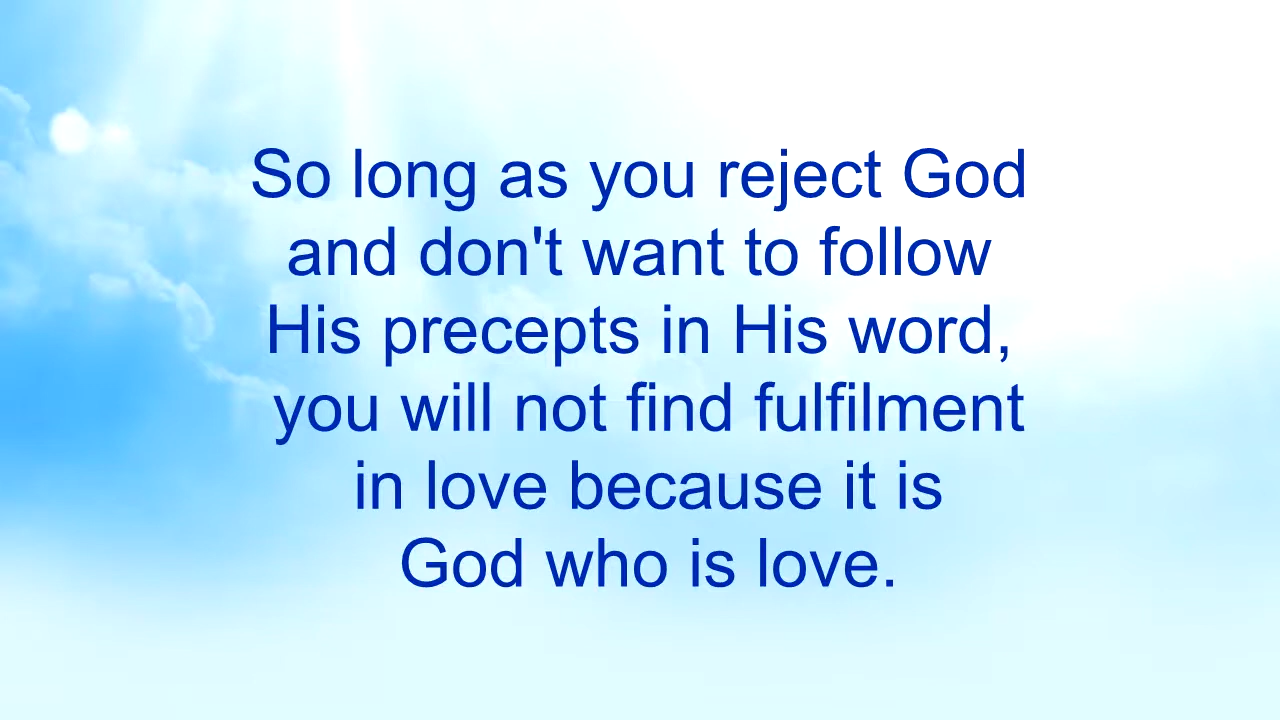 So long as you reject God
and don't want to follow
His precepts in His word,
you will not find fulfilment
in love because it is
God who is love.